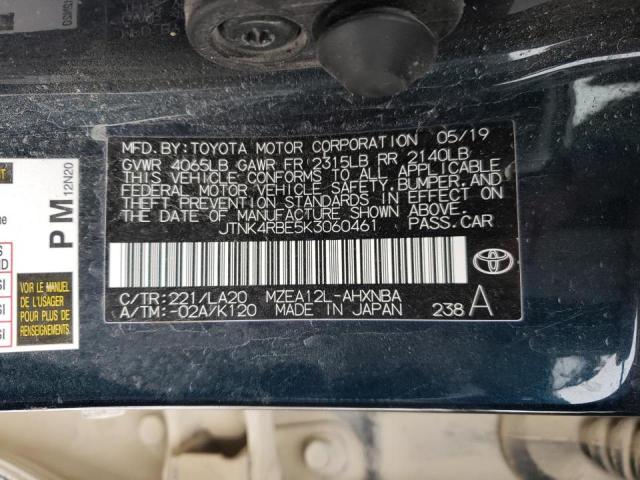 MFD.BY:TOYOTA MOTOR CORPORATION 05/19
GVWR 4065LB GAWR FR 2315LB RR 2140LB
THIS VEHICLE CONFORMS TO ALL APPLICABLE
FEDERAL MOTOR VEHICLE SAFETY, BUMPER, AND
THEFT PREVENTION STANDARDS IN EFFECT ON
THE DATE OF MANUFACTURE SHOWN ABOVE.
JTNK4RBE5K3060461 PASS.CAR
C/TR:221/LA20 MZEA12L-AHXNBA
A/TM:-02A/K120 MADE IN JAPAN 238 A
PM
12N20
VOIR LE MANUEL
DE L'USAGER
POUR PLUS DE
RENSEIGNEMENTS